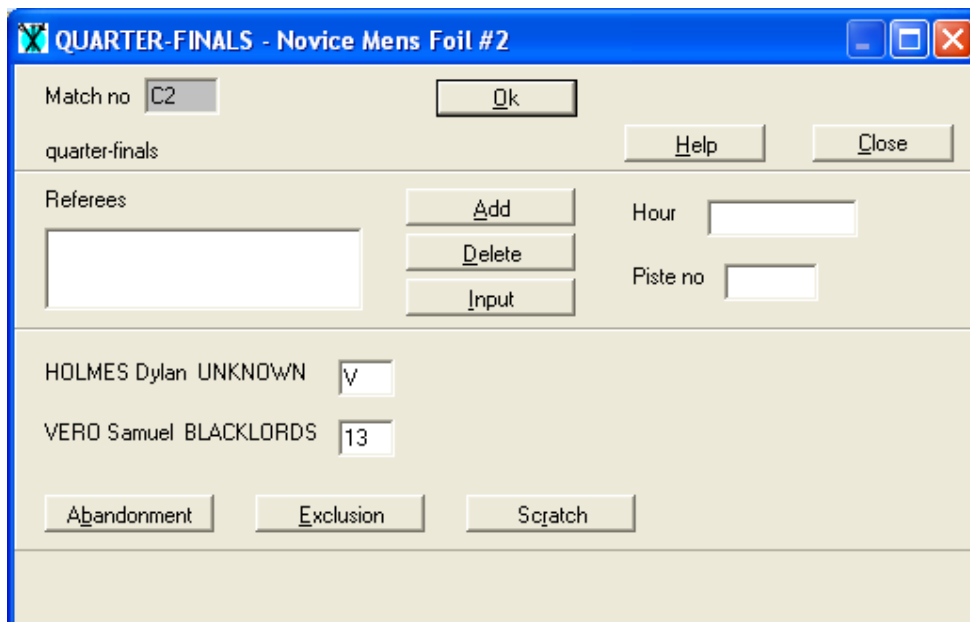 QUARTER-FINALS - Novice Mens Foil #2
Match no C2
Ok
quarter-finals
Help
Close
Referees
Add
Hour
Delete
Piste no
Input
HOLMES Dylan UNKNOWN V
VERO Samuel BLACKLORDS 13
Abandonment
Exclusion
Scratch